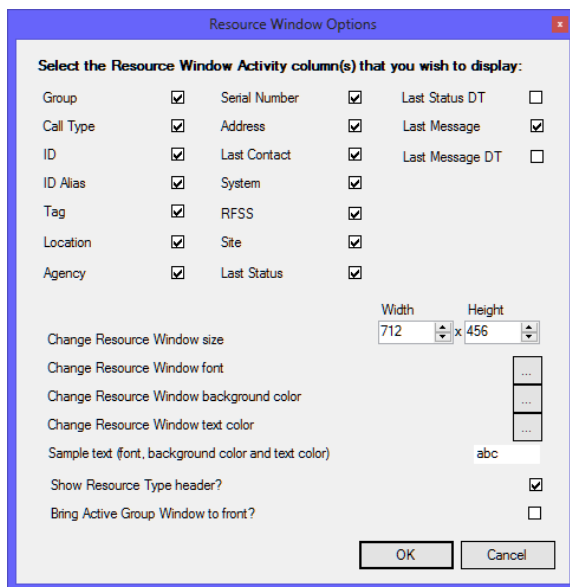 Resource Window Options
x
Select the Resource Window Activity column(s) that you wish to display:
Group Serial Number Last Status DT
Call Type Address Last Message
ID Last Contact Last Message DT
ID Alias System
Tag RFSS
Location Site
Agency Last Status
Width Height
Change Resource Window size 712 x 456
Change Resource Window font ...
Change Resource Window background color ...
Change Resource Window text color ...
Sample text (font, background color and text color) abc
Show Resource Type header?
Bring Active Group Window to front?
OK Cancel